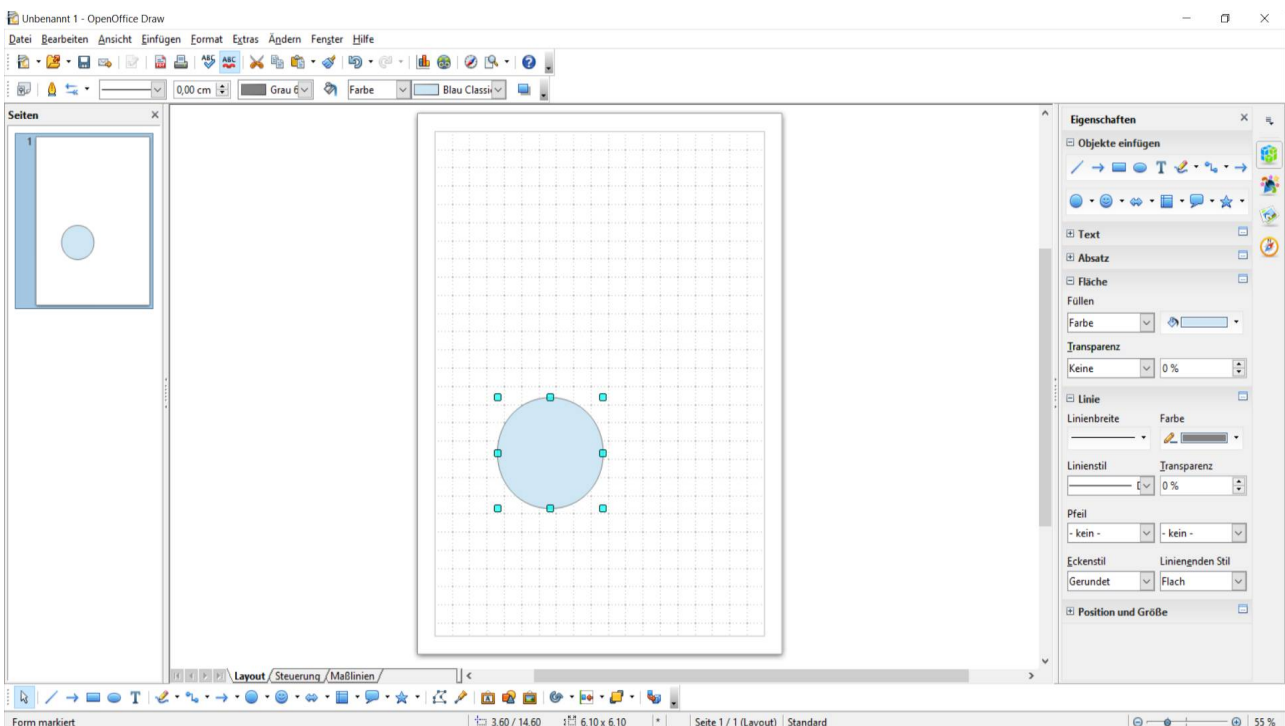 Unbenannt 1 - OpenOffice Draw
Datei Bearbeiten Ansicht Einfügen Format Extras Ändern Fenster Hilfe
ABC ABC
0,00 cm Grau 6 Farbe Blau Classi
Seiten
1
Eigenschaften
Objekte einfügen
T
Text
Absatz
Fläche
Füllen
Farbe
Transparenz
Keine 0 %
Linie
Linienbreite Farbe
Linienstil Transparenz
0 %
Pfeil
- kein - - kein -
Eckenstil Linienenden Stil
Gerundet Flach
Position und Größe
Layout Steuerung Maßlinien
T A
Form markiert 3,60 / 14,60 6,10 x 6,10 * Seite 1 / 1 (Layout) Standard 55 %